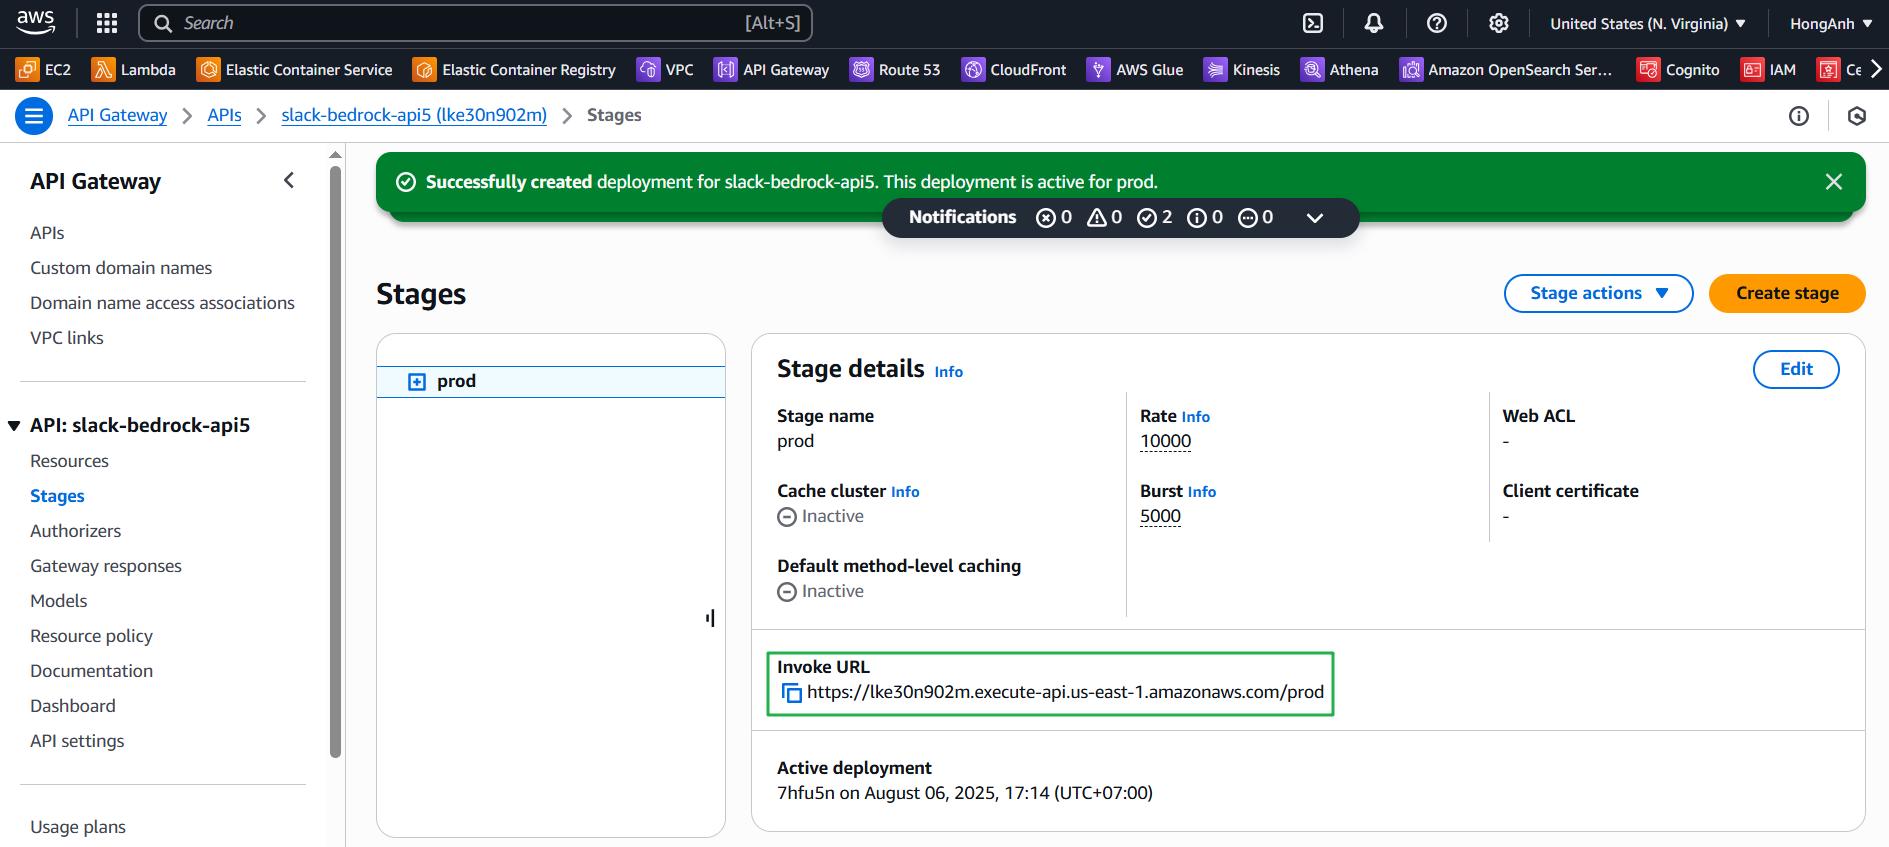 aws Search [Alt+S] United States (N. Virginia) HongAnh
EC2 Lambda Elastic Container Service Elastic Container Registry VPC API Gateway Route 53 CloudFront AWS Glue Kinesis Athena Amazon OpenSearch Ser... Cognito IAM Ce
API Gateway APIs slack-bedrock-api5 (lke30n902m) Stages
API Gateway
APIs
Custom domain names
Domain name access associations
VPC links
API: slack-bedrock-api5
Resources
Stages
Authorizers
Gateway responses
Models
Resource policy
Documentation
Dashboard
API settings
Usage plans
Successfully created deployment for slack-bedrock-api5. This deployment is active for prod.
Notifications 0 0 2 0 0
Stages
Stage actions Create stage
prod
Stage details Info Edit
Stage name
prod
Cache cluster Info
Inactive
Default method-level caching
Inactive
Rate Info
10000
Burst Info
5000
Web ACL
-
Client certificate
-
Invoke URL
https://lke30n902m.execute-api.us-east-1.amazonaws.com/prod
Active deployment
7hfu5n on August 06, 2025, 17:14 (UTC+07:00)